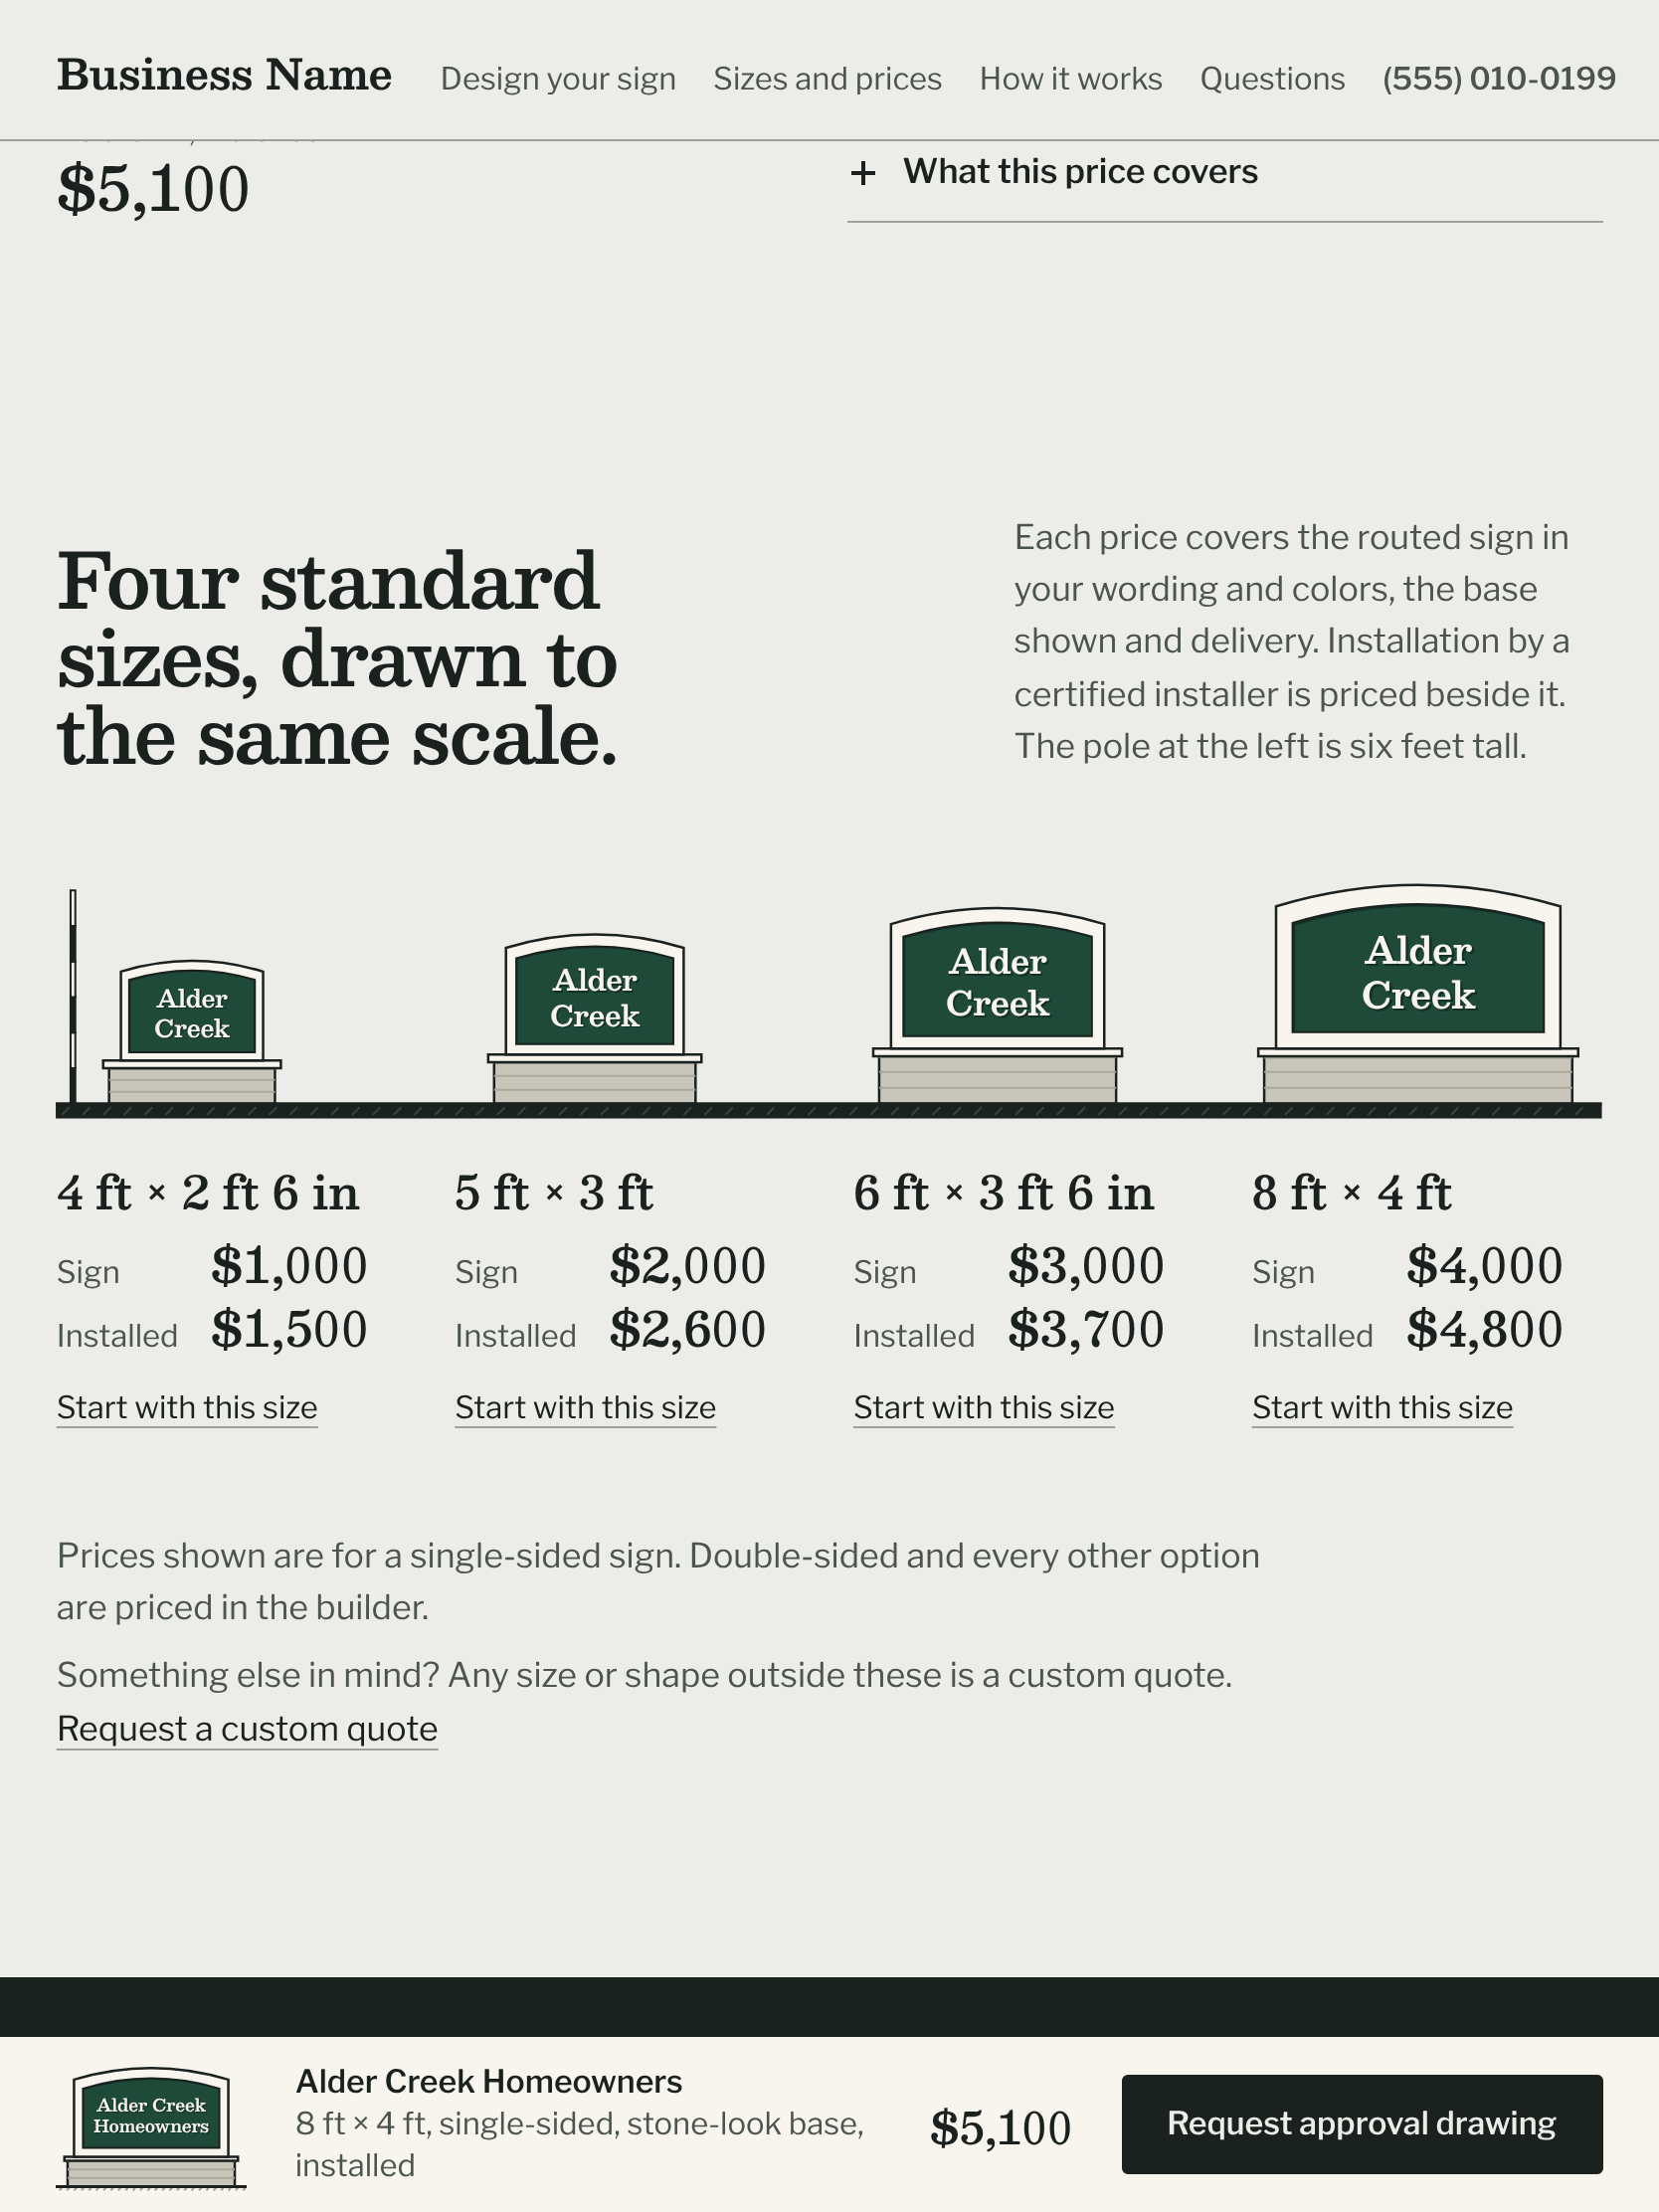 Business Name
Design your sign
Sizes and prices
How it works
Questions
(555) 010-0199
$5,100
+ What this price covers
Four standard
sizes, drawn to
the same scale.
Each price covers the routed sign in
your wording and colors, the base
shown and delivery. Installation by a
certified installer is priced beside it.
The pole at the left is six feet tall.
Alder
Creek
Alder
Creek
Alder
Creek
Alder
Creek
4 ft × 2 ft 6 in
Sign $1,000
Installed $1,500
Start with this size
5 ft × 3 ft
Sign $2,000
Installed $2,600
Start with this size
6 ft × 3 ft 6 in
Sign $3,000
Installed $3,700
Start with this size
8 ft × 4 ft
Sign $4,000
Installed $4,800
Start with this size
Prices shown are for a single-sided sign. Double-sided and every other option
are priced in the builder.
Something else in mind? Any size or shape outside these is a custom quote.
Request a custom quote
Alder Creek
Homeowners
Alder Creek Homeowners
8 ft × 4 ft, single-sided, stone-look base,
installed
$5,100
Request approval drawing